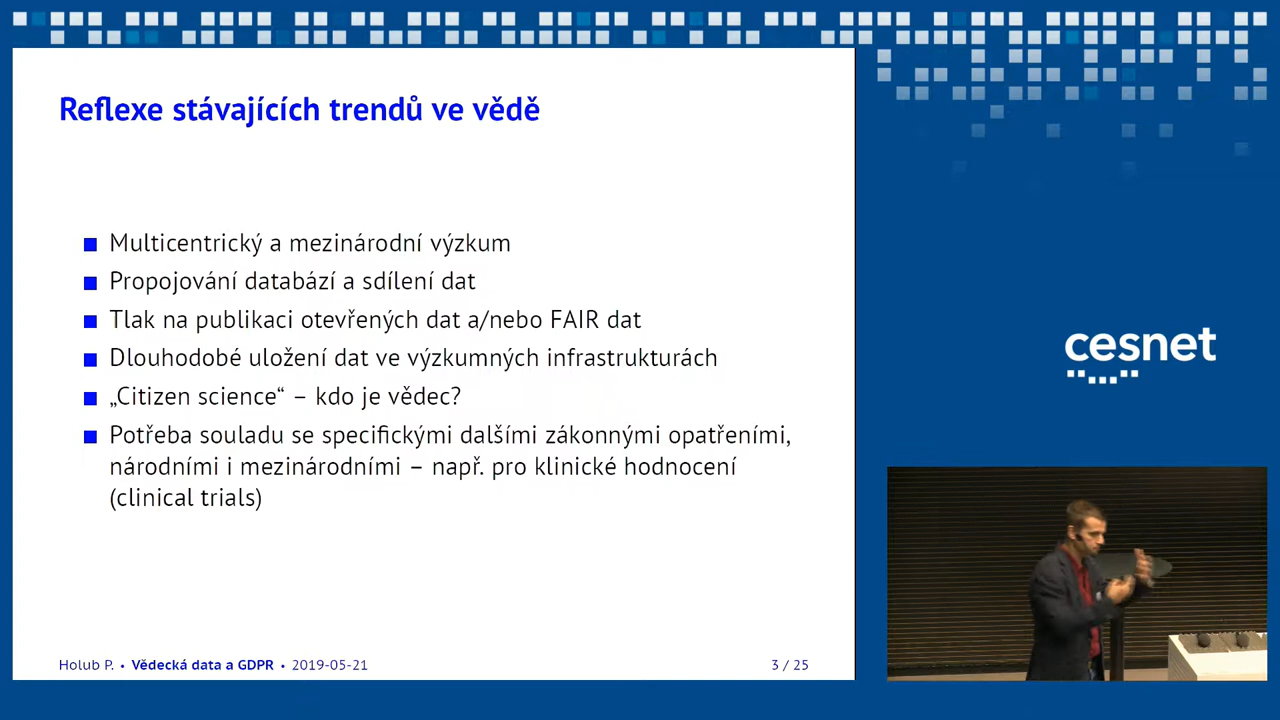 Reflexe stávajících trendů ve vědě
Multicentrický a mezinárodní výzkum
Propojování databází a sdílení dat
Tlak na publikaci otevřených dat a/nebo FAIR dat
Dlouhodobé uložení dat ve výzkumných infrastrukturách
„Citizen science“ – kdo je vědec?
Potřeba souladu se specifickými dalšími zákonnými opatřeními,
národními i mezinárodními – např. pro klinické hodnocení
(clinical trials)
Holub P. • Vědecká data a GDPR • 2019-05-21
3 / 25
cesnet